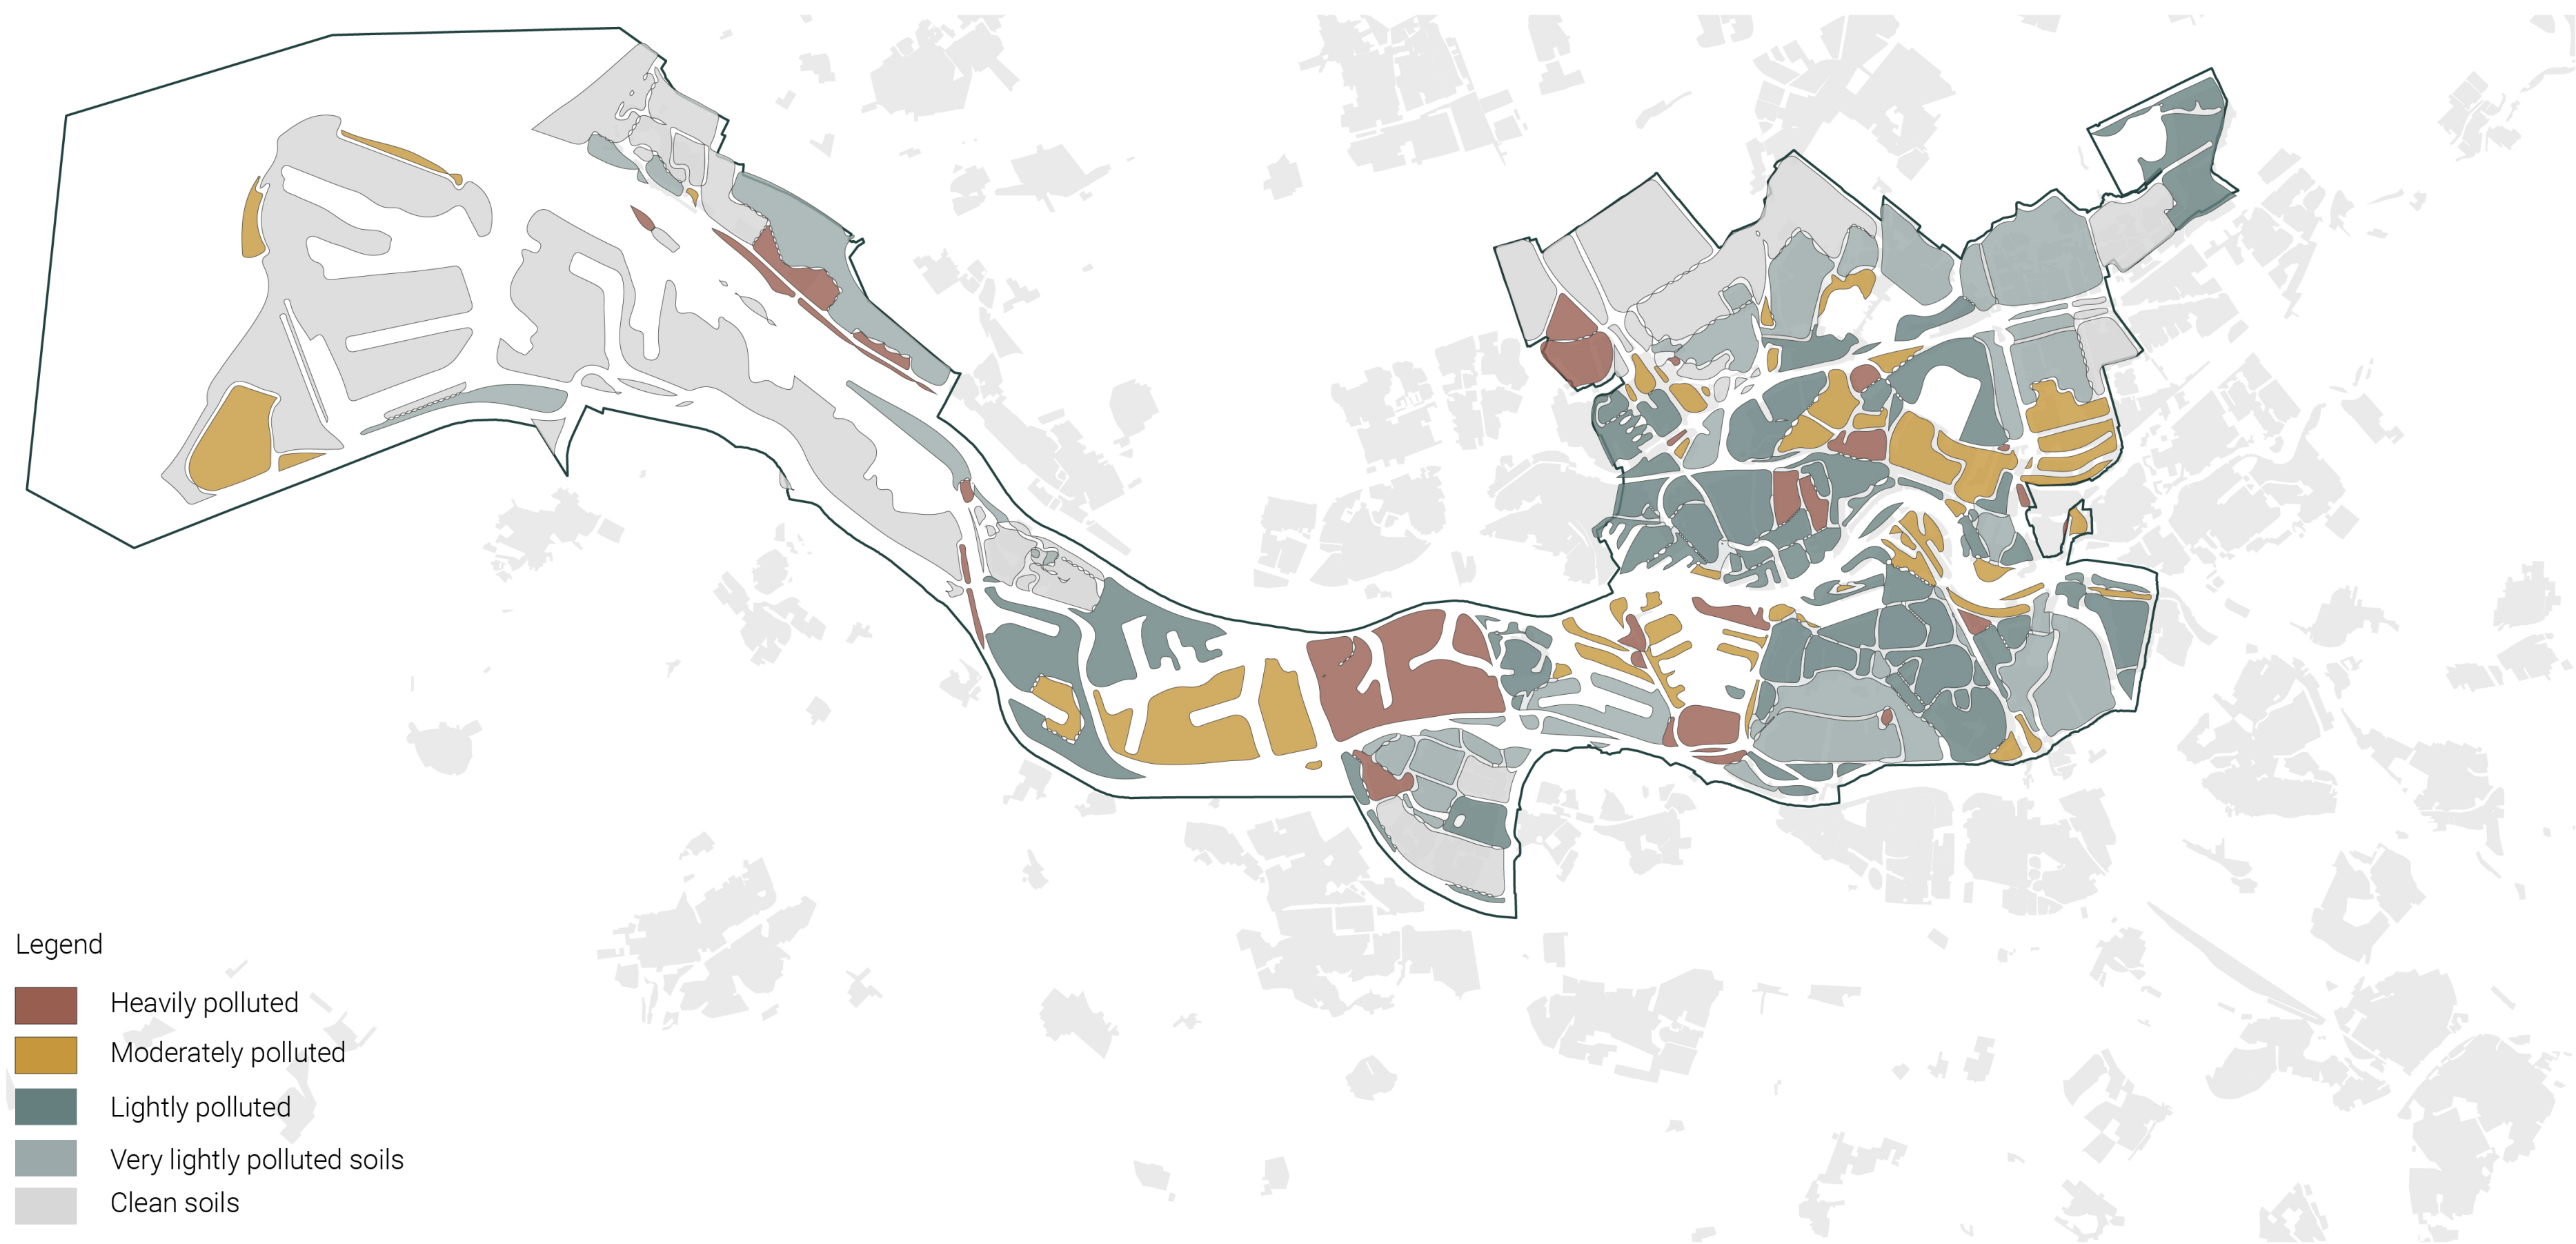 Legend
Heavily polluted
Moderately polluted
Lightly polluted
Very lightly polluted soils
Clean soils